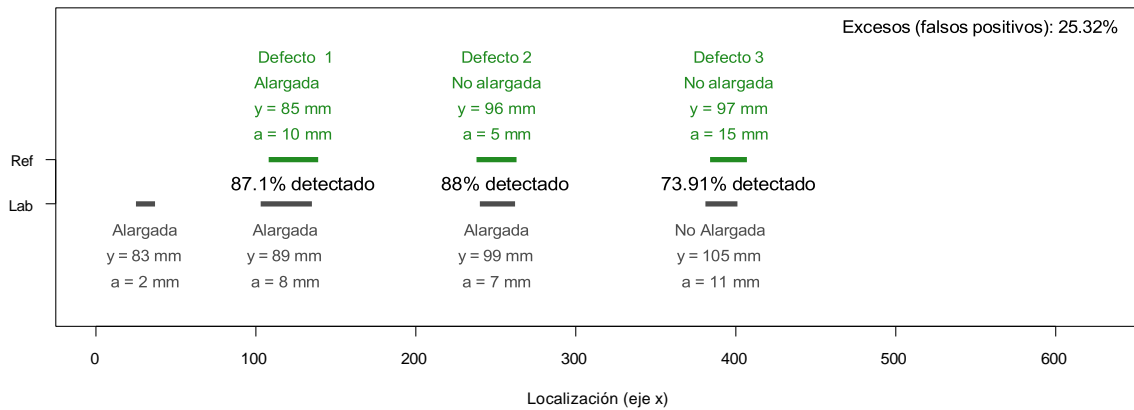 Excesos (falsos positivos): 25.32%
Defecto 1
Defecto 2
Defecto 3
Alargada
No alargada
No alargada
y = 85 mm
y = 96 mm
y = 97 mm
a = 10 mm
a = 5 mm
a = 15 mm
Ref
87.1% detectado
88% detectado
73.91% detectado
Lab
Alargada
Alargada
Alargada
No Alargada
y = 83 mm
y = 89 mm
y = 99 mm
y = 105 mm
a = 2 mm
a = 8 mm
a = 7 mm
a = 11 mm
0
100
200
300
400
500
600
Localización (eje x)